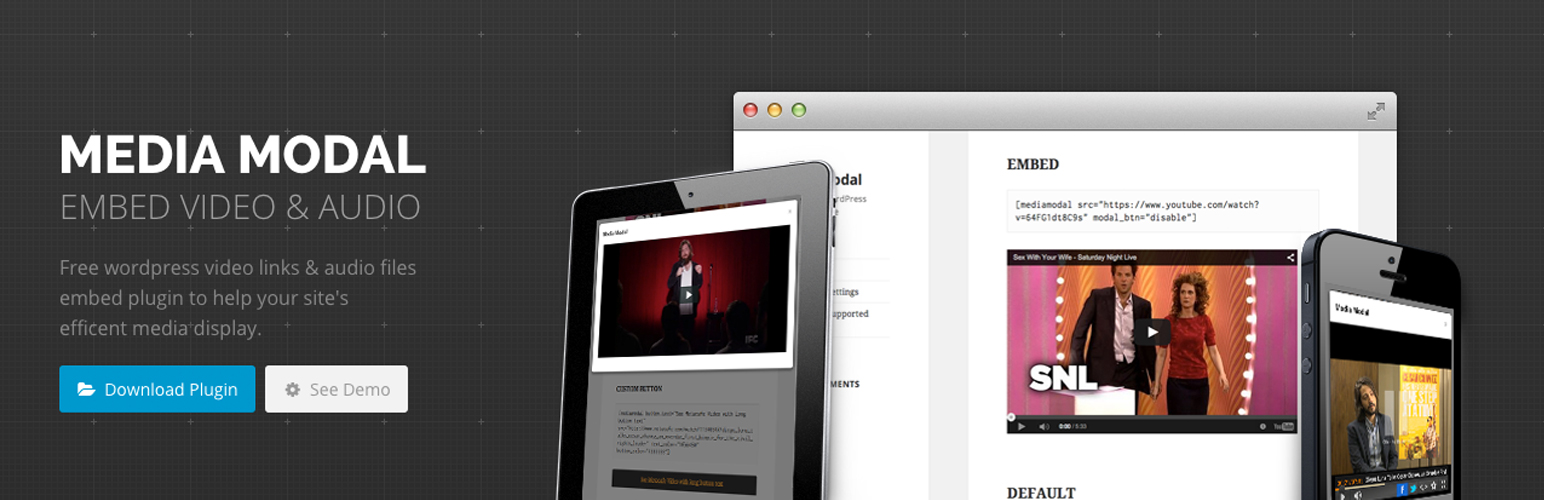 MEDIA MODAL
EMBED VIDEO & AUDIO
Free wordpress video links & audio files
embed plugin to help your site's
efficent media display.
Download Plugin
See Demo
Media Modal
IFC
CUSTOM BUTTON
odal
rdPress
ettings
upported
MENTS
EMBED
[mediamodal src="https://www.youtube.com/watch?
v=64FG1dt8C9s" modal_btn="disable"]
Sex With Your Wife - Saturday Night Live
SNL
0:00 / 5:33
YouTube
DEFAULT
Media Modal